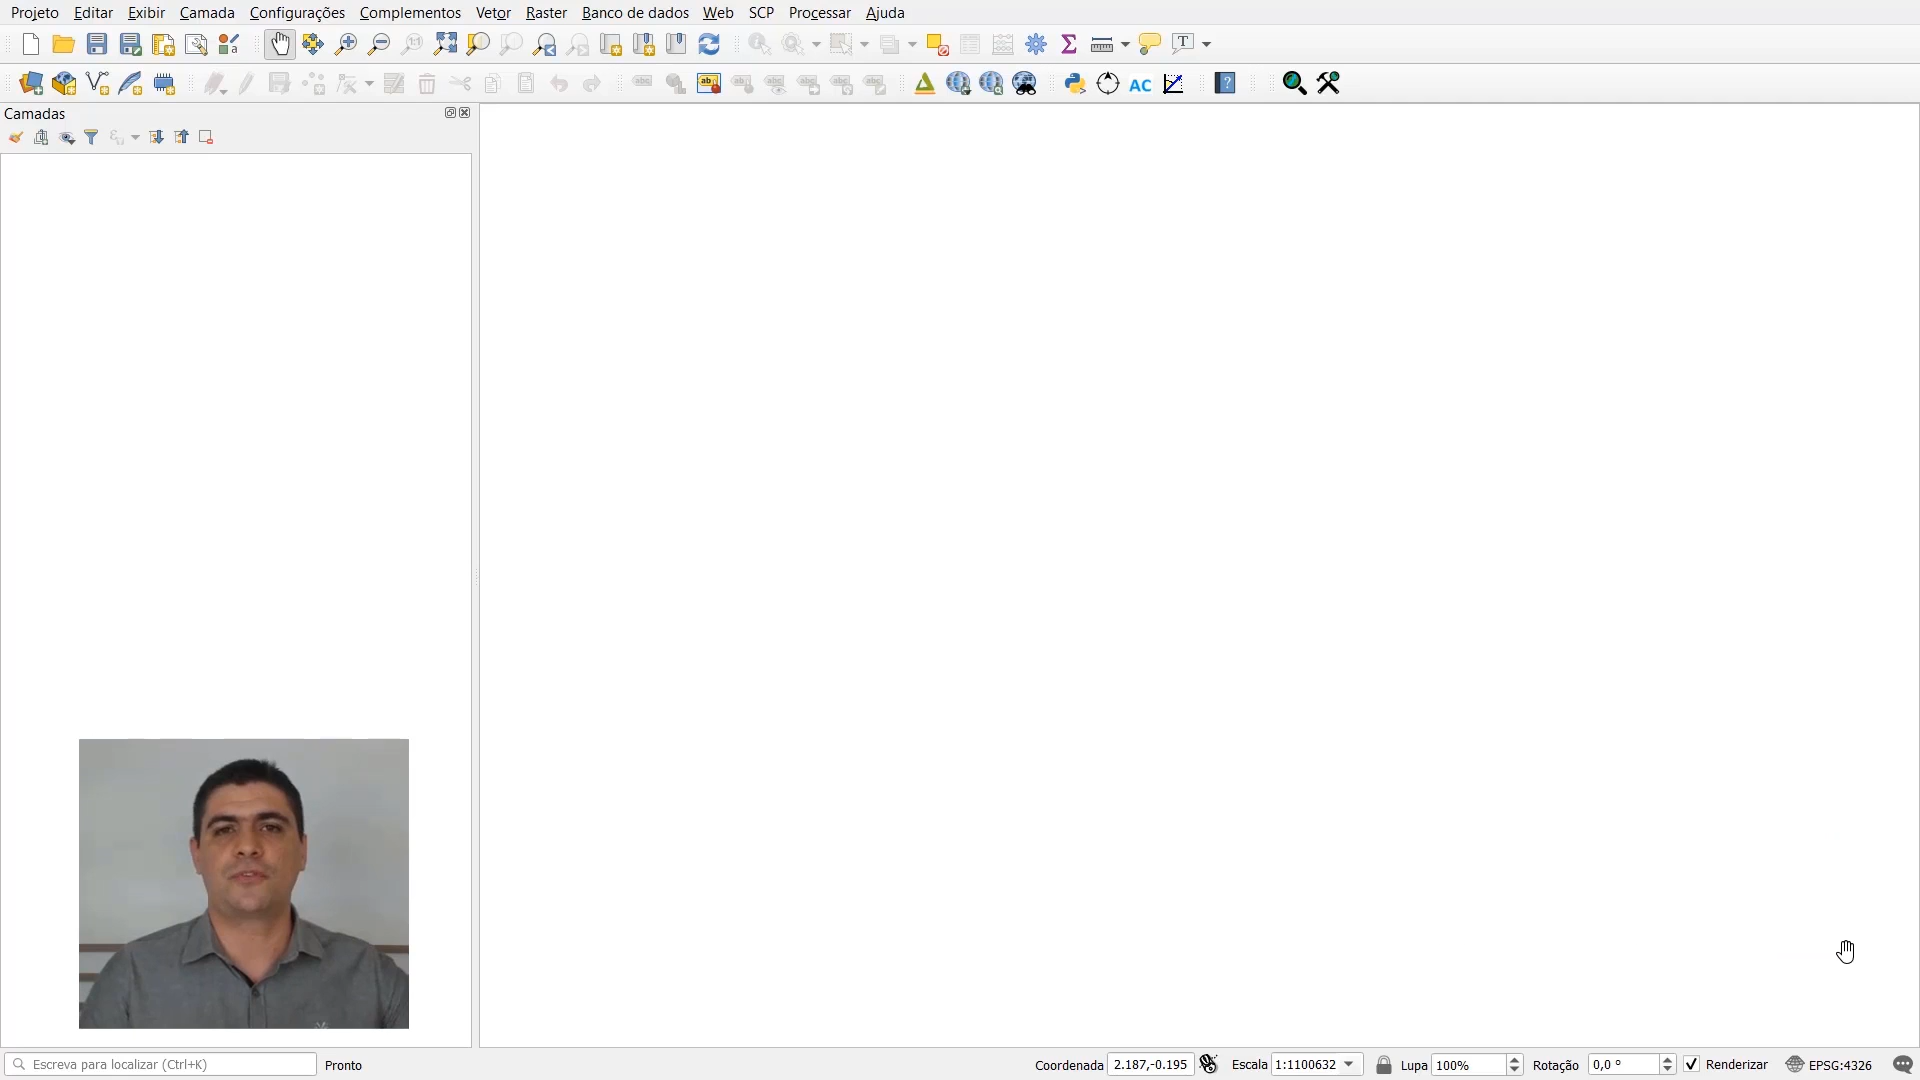 Projeto Editar Exibir Camada Configurações Complementos Vetor Raster Banco de dados Web SCP Processar Ajuda
AC
Camadas
Escreva para localizar (Ctrl+K) Pronto Coordenada 2.187,-0.195 Escala 1:1100632 Lupa 100% Rotação 0,0 ° Renderizar EPSG:4326